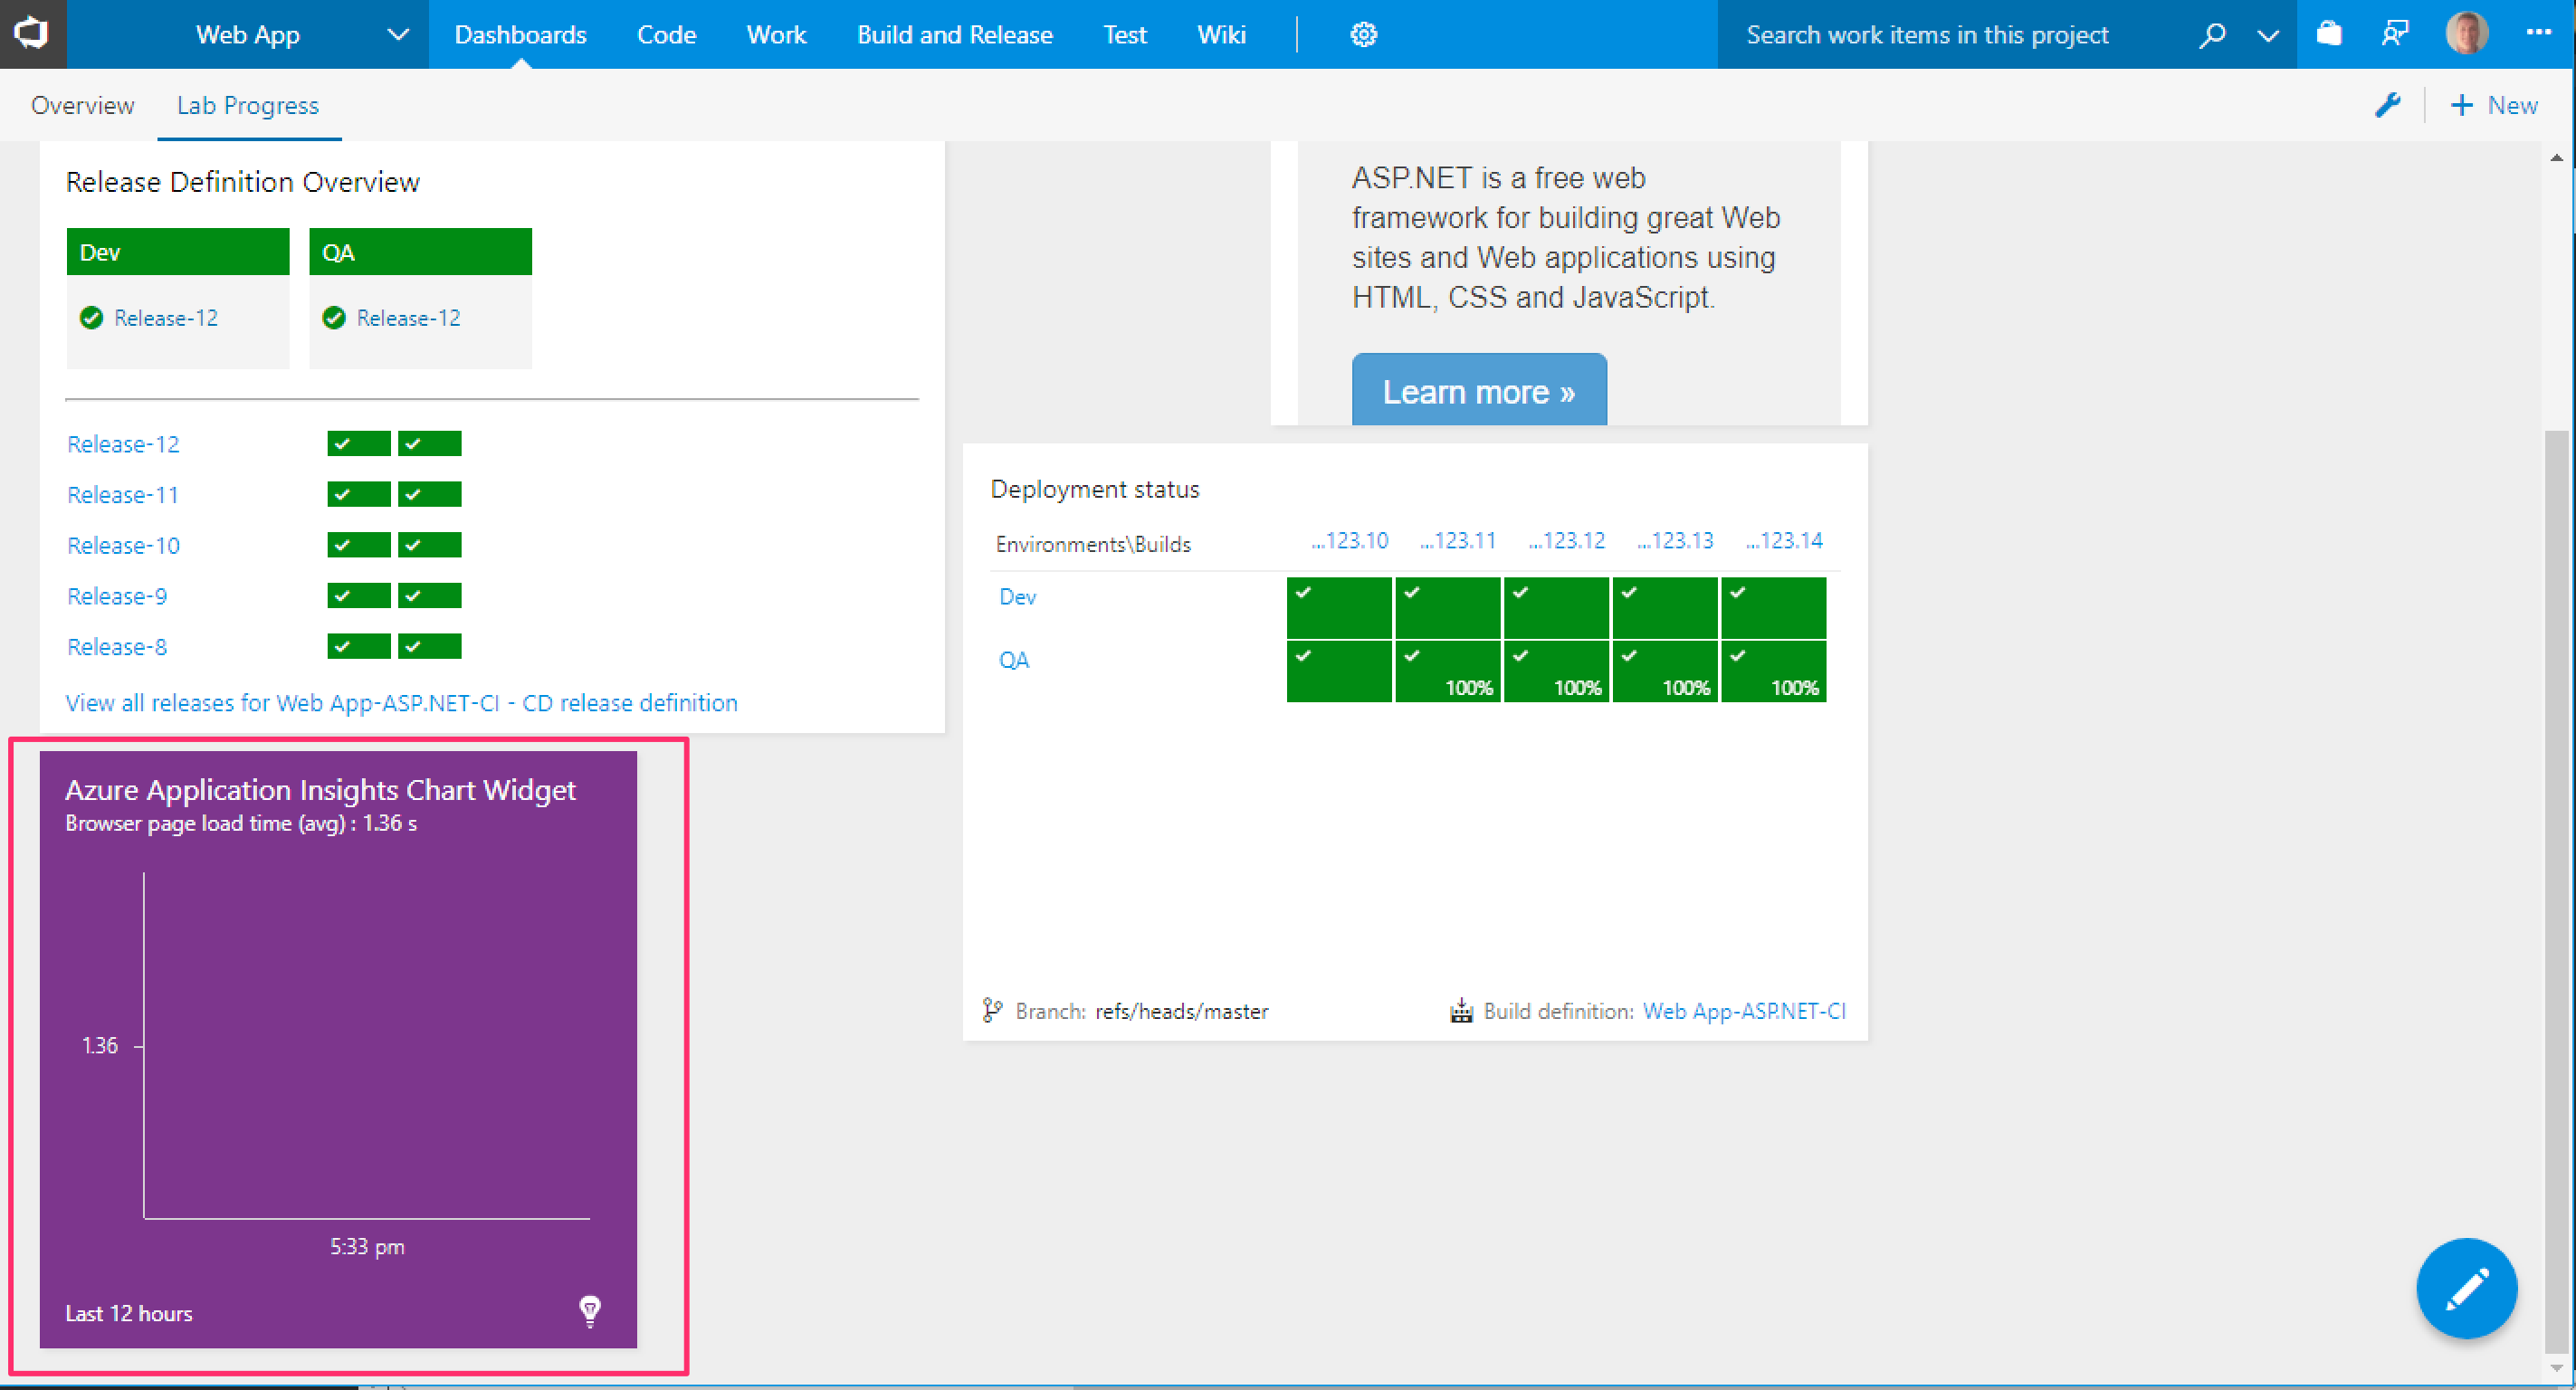 Web App
Dashboards
Code
Work
Build and Release
Test
Wiki
Search work items in this project
Overview
Lab Progress
New
Release Definition Overview
Dev
QA
Release-12
Release-12
Release-12
Release-11
Release-10
Release-9
Release-8
View all releases for Web App-ASP.NET-CI - CD release definition
Azure Application Insights Chart Widget
Browser page load time (avg) : 1.36 s
1.36
5:33 pm
Last 12 hours
ASP.NET is a free web
framework for building great Web
sites and Web applications using
HTML, CSS and JavaScript.
Learn more »
Deployment status
Environments\Builds
...123.10
...123.11
...123.12
...123.13
...123.14
Dev
QA
100%
100%
100%
100%
Branch: refs/heads/master
Build definition: Web App-ASP.NET-CI